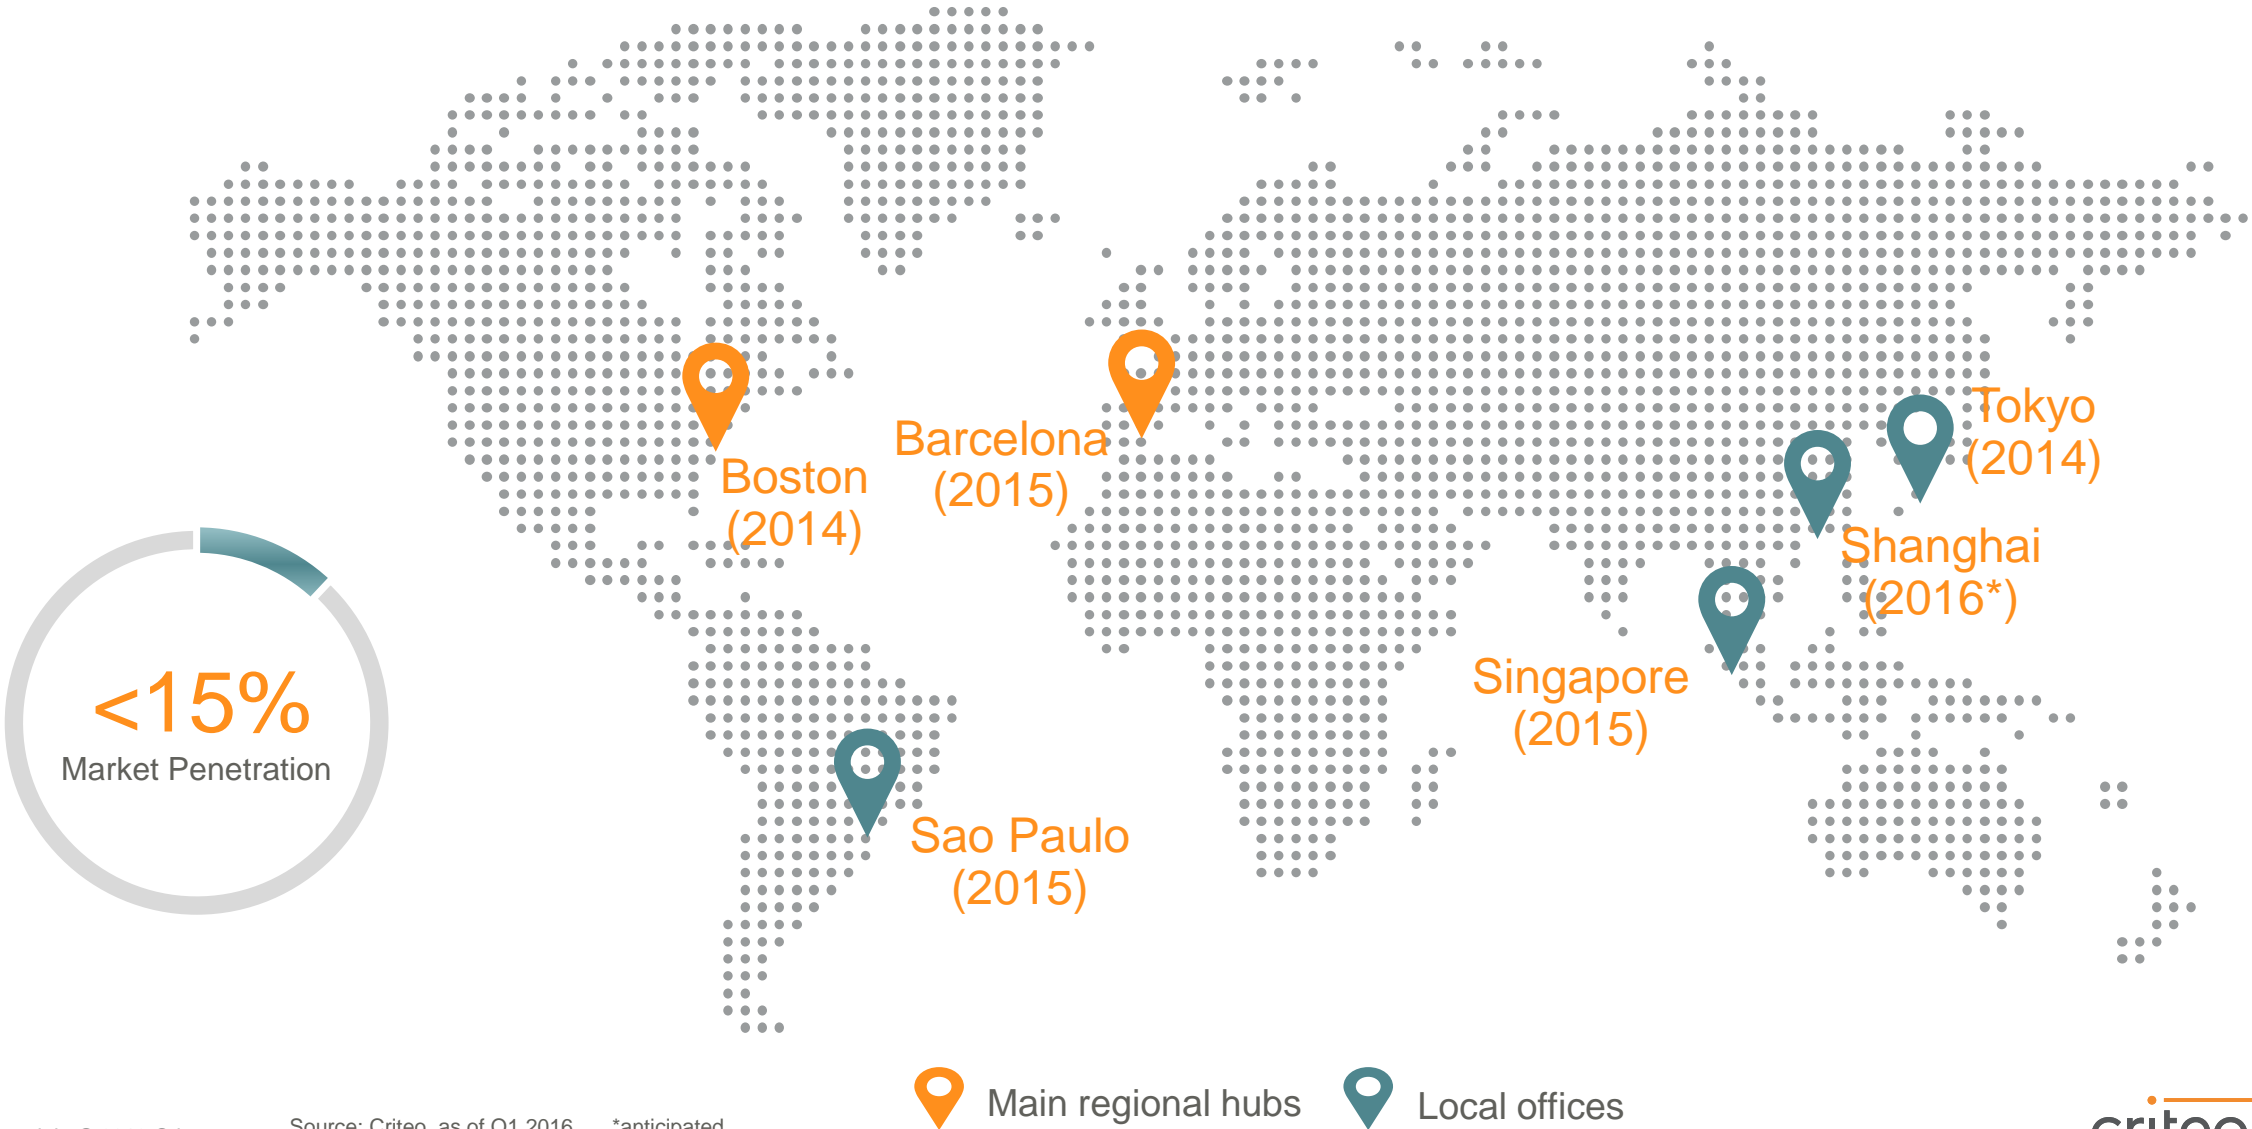 Tokyo
(2014)
Barcelona
(2015)
Boston
(2014)
Shanghai
(2016*)
Singapore
(2015)
<15%
Market Penetration
Sao Paulo
(2015)
Main regional hubs
Local offices
Source: Criteo, as of Q1 2016 *anticipated
criteo